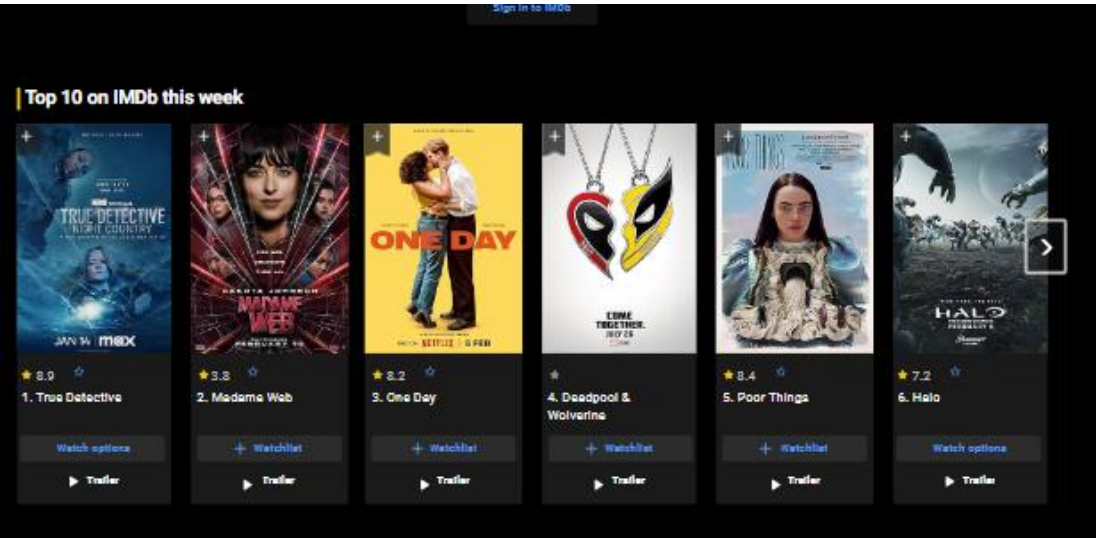 Sign in to IMDb
Top 10 on IMDb this week
TRUE DETECTIVE
NIGHT COUNTRY
JAN 14 | max
DAKOTA JOHNSON
MADAME
WEB
FEBRUARY
ONE DAY
NETFLIX | 8 FEB
COME
TOGETHER.
JULY 26
HALO
FEBRUARY 8
8.9
1. True Detective
Watch options
Trailer
3.8
2. Madame Web
+ Watchlist
Trailer
8.2
3. One Day
+ Watchlist
Trailer
4. Deadpool &
Wolverine
+ Watchlist
Trailer
8.4
5. Poor Things
+ Watchlist
Trailer
7.2
6. Halo
Watch options
Trailer